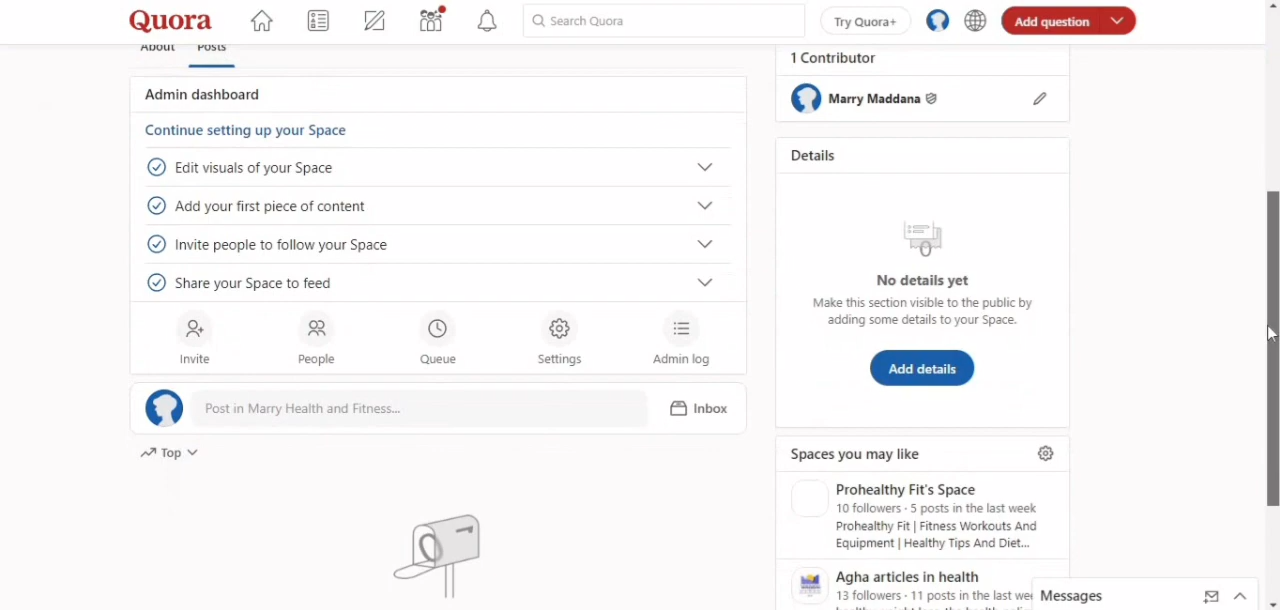 Quora
Search Quora
Try Quora+
Add question
About
Posts
Admin dashboard
Continue setting up your Space
Edit visuals of your Space
Add your first piece of content
Invite people to follow your Space
Share your Space to feed
Invite
People
Queue
Settings
Admin log
Post in Marry Health and Fitness...
Inbox
Top
1 Contributor
Marry Maddana
Details
No details yet
Make this section visible to the public by
adding some details to your Space.
Add details
Spaces you may like
Prohealthy Fit's Space
10 followers · 5 posts in the last week
Prohealthy Fit | Fitness Workouts And
Equipment | Healthy Tips And Diet...
Agha articles in health
13 followers · 11 posts in the last
Messages